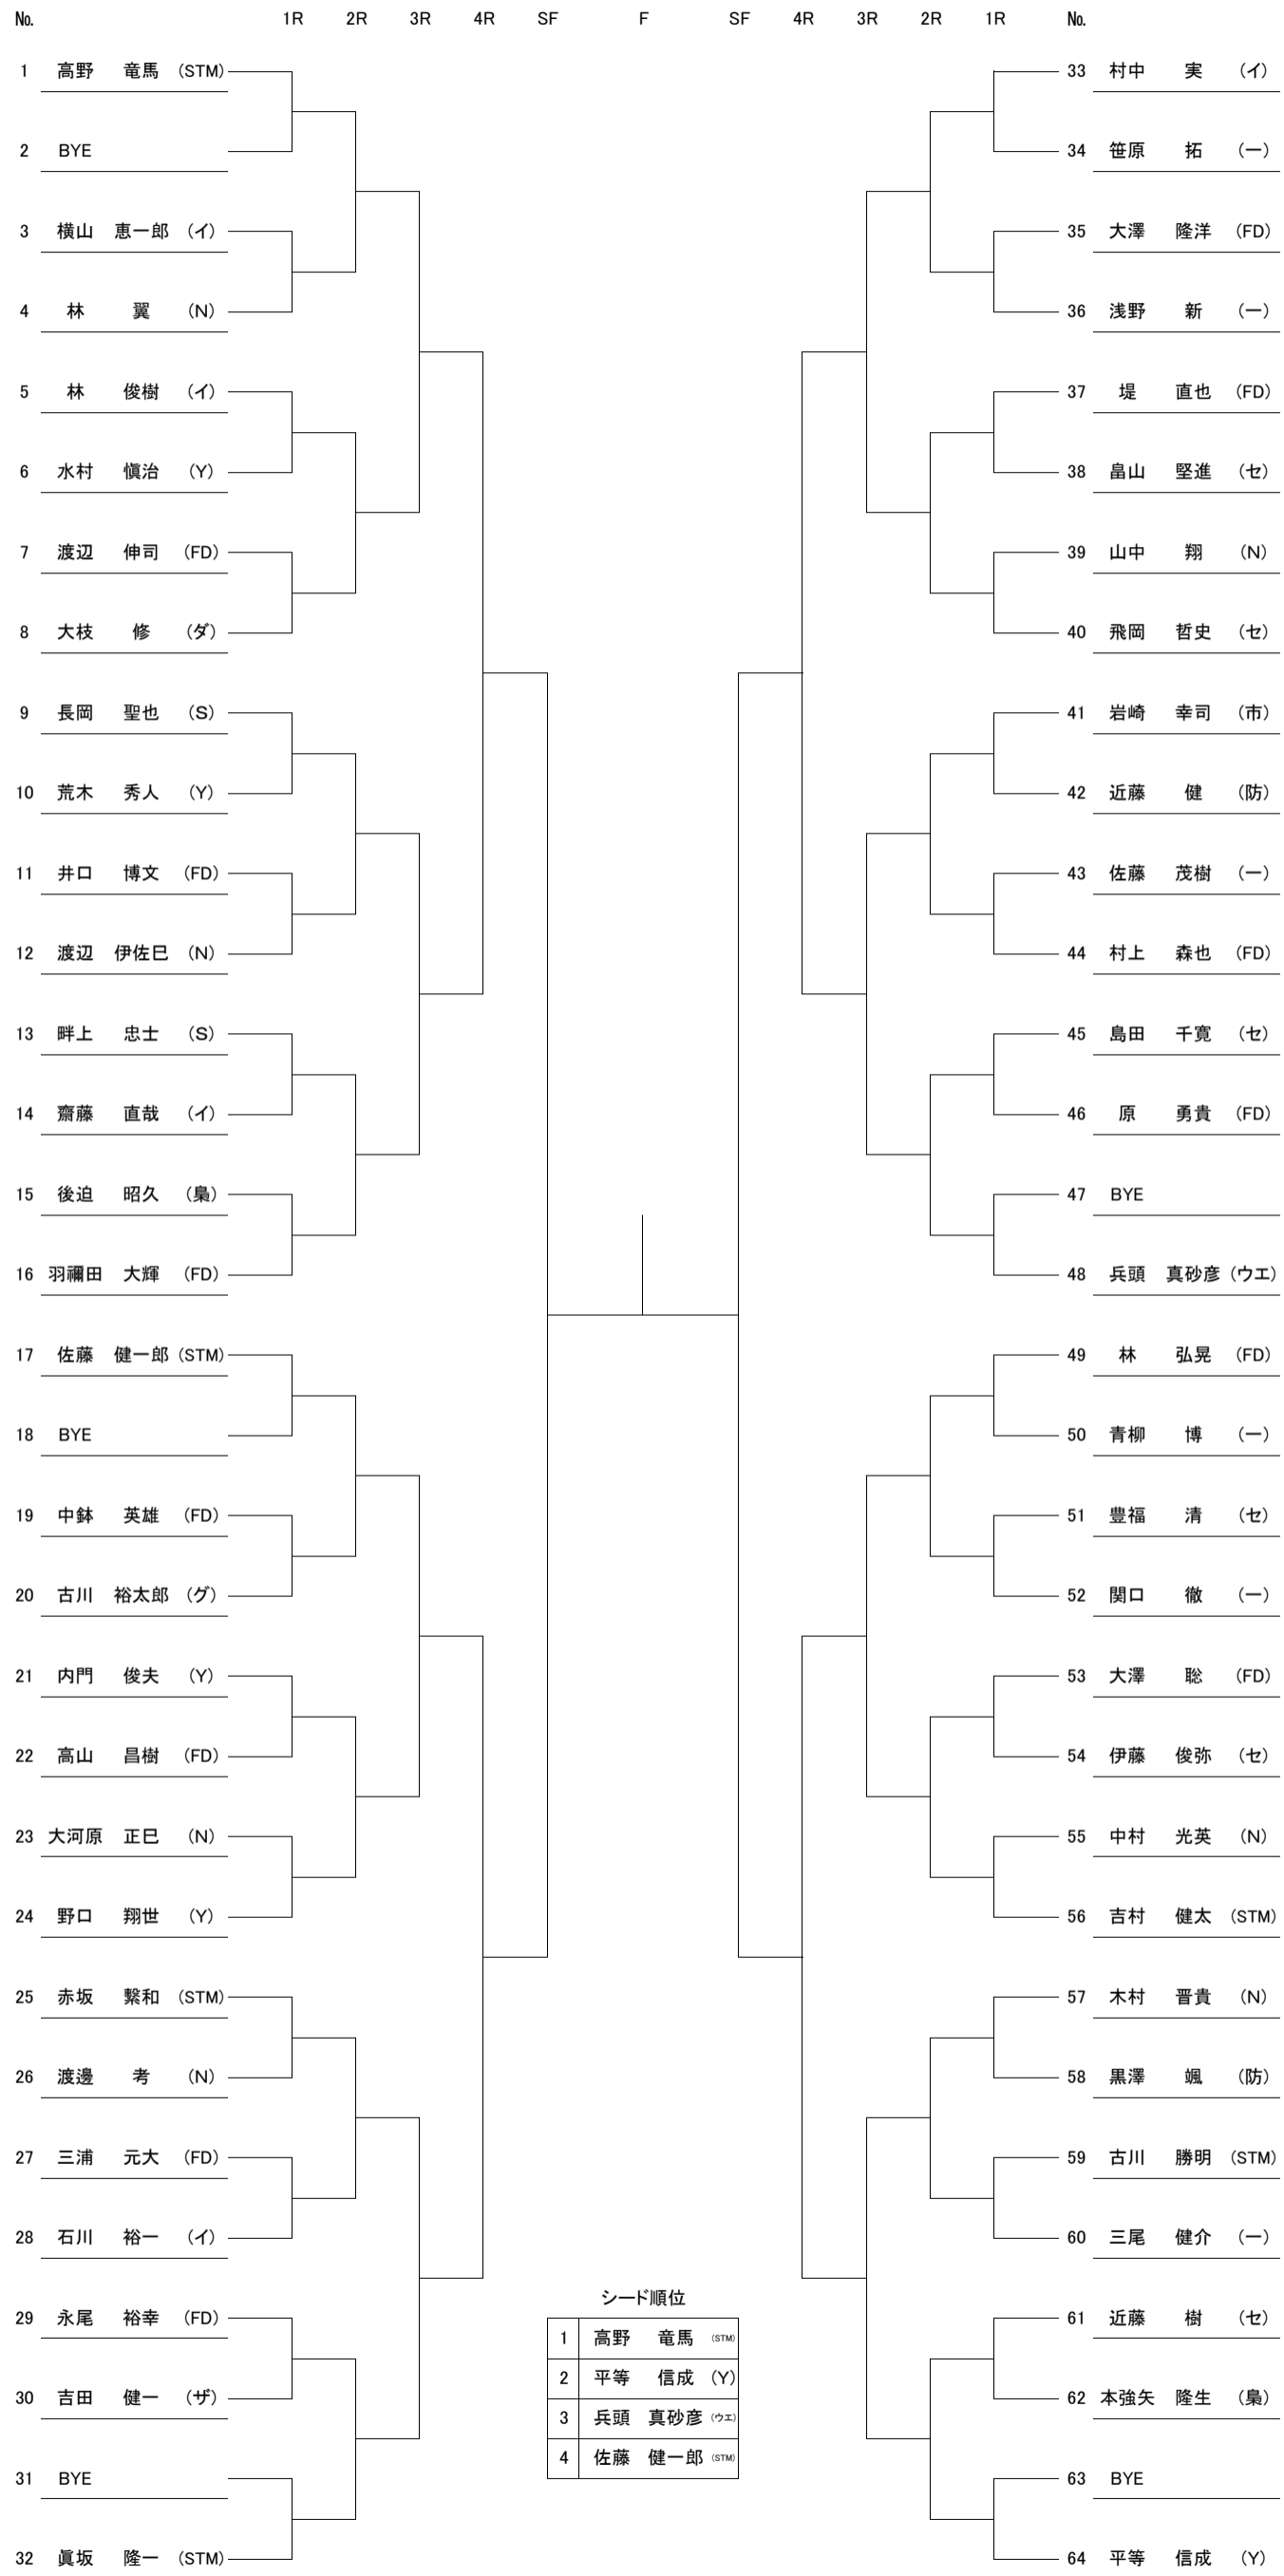 No. 1R 2R 3R 4R SF F SF 4R 3R 2R 1R No.
1 高野 竜馬 (STM) 33 村中 実 (イ)
2 BYE 34 笹原 拓 (一)
3 横山 恵一郎 (イ) 35 大澤 隆洋 (FD)
4 林 翼 (N) 36 浅野 新 (一)
5 林 俊樹 (イ) 37 堤 直也 (FD)
6 水村 愼治 (Y) 38 畠山 堅進 (セ)
7 渡辺 伸司 (FD) 39 山中 翔 (N)
8 大枝 修 (ダ) 40 飛岡 哲史 (セ)
9 長岡 聖也 (S) 41 岩崎 幸司 (市)
10 荒木 秀人 (Y) 42 近藤 健 (防)
11 井口 博文 (FD) 43 佐藤 茂樹 (一)
12 渡辺 伊佐巳 (N) 44 村上 森也 (FD)
13 畔上 忠士 (S) 45 島田 千寛 (セ)
14 齋藤 直哉 (イ) 46 原 勇貴 (FD)
15 後迫 昭久 (梟) 47 BYE
16 羽禰田 大輝 (FD) 48 兵頭 真砂彦 (ウエ)
17 佐藤 健一郎 (STM) 49 林 弘晃 (FD)
18 BYE 50 青柳 博 (一)
19 中鉢 英雄 (FD) 51 豊福 清 (セ)
20 古川 裕太郎 (グ) 52 関口 徹 (一)
21 内門 俊夫 (Y) 53 大澤 聡 (FD)
22 高山 昌樹 (FD) 54 伊藤 俊弥 (セ)
23 大河原 正巳 (N) 55 中村 光英 (N)
24 野口 翔世 (Y) 56 吉村 健太 (STM)
25 赤坂 繋和 (STM) 57 木村 晋貴 (N)
26 渡邊 考 (N) 58 黒澤 颯 (防)
27 三浦 元大 (FD) 59 古川 勝明 (STM)
28 石川 裕一 (イ) 60 三尾 健介 (一)
シード順位
29 永尾 裕幸 (FD) 61 近藤 樹 (セ)
1 高野 竜馬 (STM)
2 平等 信成 (Y)
30 吉田 健一 (ザ) 62 本強矢 隆生 (梟)
3 兵頭 真砂彦 (ウエ)
4 佐藤 健一郎 (STM)
31 BYE 63 BYE
32 眞坂 隆一 (STM) 64 平等 信成 (Y)